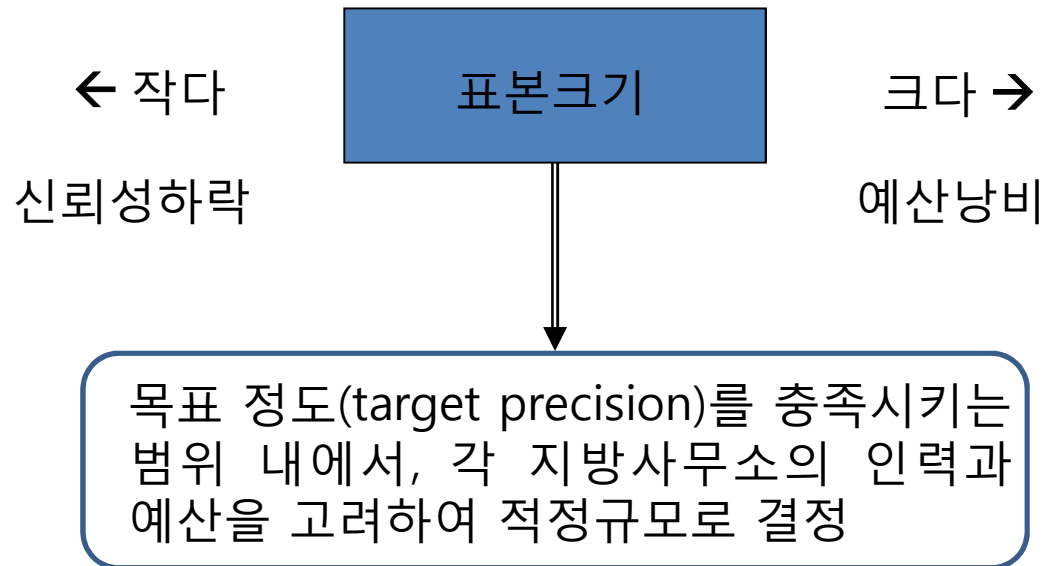 ← 작다
표본크기
크다 →
신뢰성하락
예산낭비
목표 정도(target precision)를 충족시키는
범위 내에서, 각 지방사무소의 인력과
예산을 고려하여 적정규모로 결정